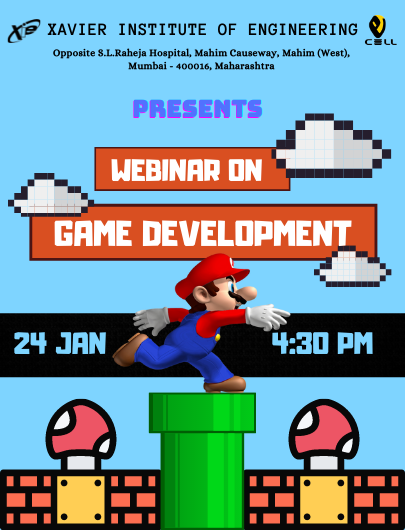 XAVIER INSTITUTE OF ENGINEERING
CELL
Opposite S.L.Raheja Hospital, Mahim Causeway, Mahim (West),
Mumbai - 400016, Maharashtra
PRESENTS
WEBINAR ON
GAME DEVELOPMENT
24 JAN
4:30 PM